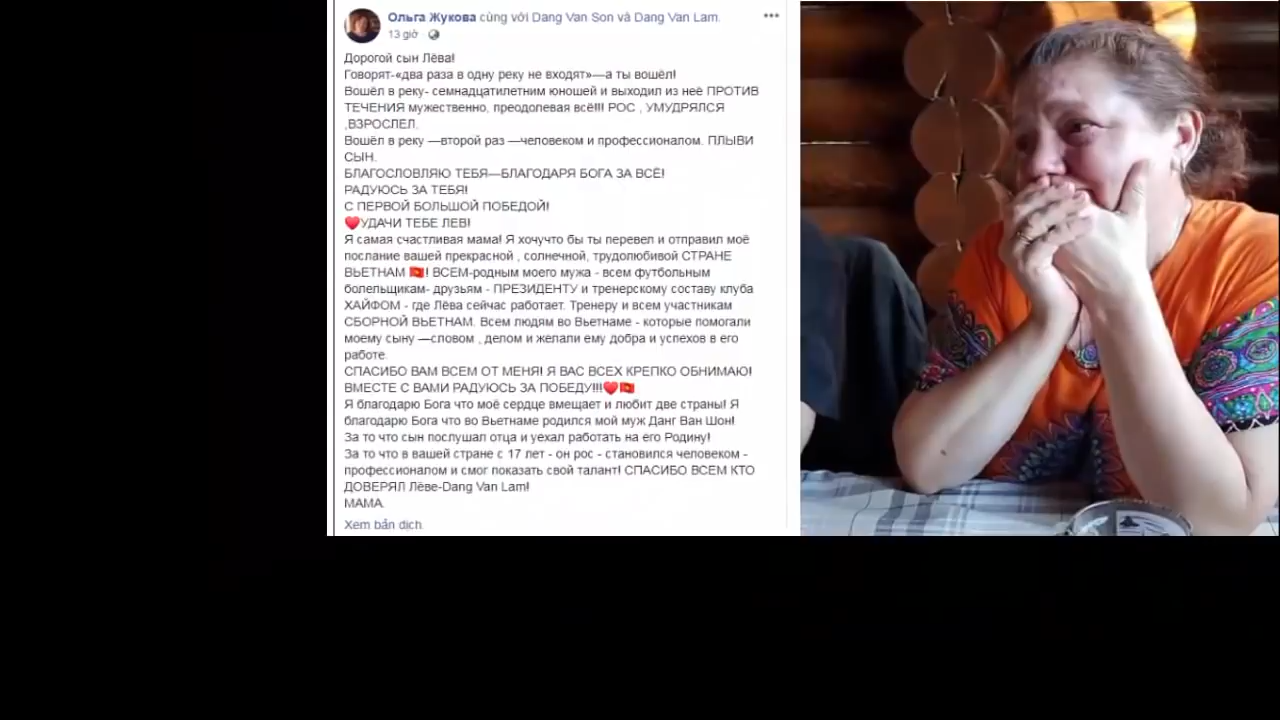 Ольга Жукова cùng với Dang Van Son và Dang Van Lam.
13 giờ ·
Дорогой сын Лёва!
Говорят-«два раза в одну реку не входят»—а ты вошёл!
Вошёл в реку- семнадцатилетним юношей и выходил из неё ПРОТИВ
ТЕЧЕНИЯ мужественно, преодолевая всё!!! РОС , УМУДРЯЛСЯ
,ВЗРОСЛЕЛ.
Вошёл в реку —второй раз —человеком и профессионалом. ПЛЫВИ
СЫН.
БЛАГОСЛОВЛЯЮ ТЕБЯ—БЛАГОДАРЯ БОГА ЗА ВСЁ!
РАДУЮСЬ ЗА ТЕБЯ!
С ПЕРВОЙ БОЛЬШОЙ ПОБЕДОЙ!
❤️УДАЧИ ТЕБЕ ЛЕВ!
Я самая счастливая мама! Я хочучто бы ты перевел и отправил моё
послание вашей прекрасной , солнечной, трудолюбивой СТРАНЕ
ВЬЕТНАМ 🇻🇳! ВСЕМ-родным моего мужа - всем футбольным
болельщикам- друзьям - ПРЕЗИДЕНТУ и тренерскому составу клуба
ХАЙФОМ - где Лёва сейчас работает. Тренеру и всем участникам
СБОРНОЙ ВЬЕТНАМ. Всем людям во Вьетнаме - которые помогали
моему сыну —словом , делом и желали ему добра и успехов в его
работе.
СПАСИБО ВАМ ВСЕМ ОТ МЕНЯ! Я ВАС ВСЕХ КРЕПКО ОБНИМАЮ!
ВМЕСТЕ С ВАМИ РАДУЮСЬ ЗА ПОБЕДУ!!!❤️🇻🇳
Я благодарю Бога что моё сердце вмещает и любит две страны! Я
благодарю Бога что во Вьетнаме родился мой муж Данг Ван Шон!
За то что сын послушал отца и уехал работать на его Родину!
За то что в вашей стране с 17 лет - он рос - становился человеком -
профессионалом и смог показать свой талант! СПАСИБО ВСЕМ КТО
ДОВЕРЯЛ Лёве-Dang Van Lam!
МАМА.
Xem bản dịch